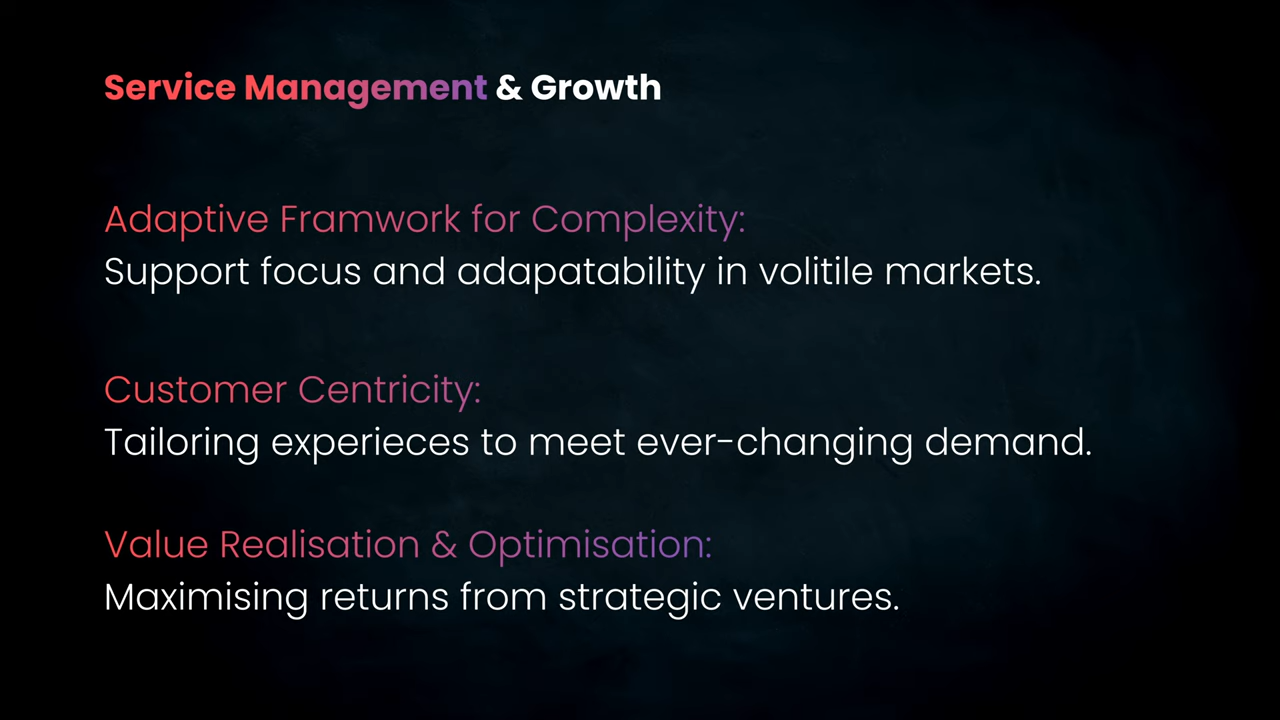 Service Management & Growth
Adaptive Framwork for Complexity:
Support focus and adapatability in volitile markets.
Customer Centricity:
Tailoring experieces to meet ever-changing demand.
Value Realisation & Optimisation:
Maximising returns from strategic ventures.